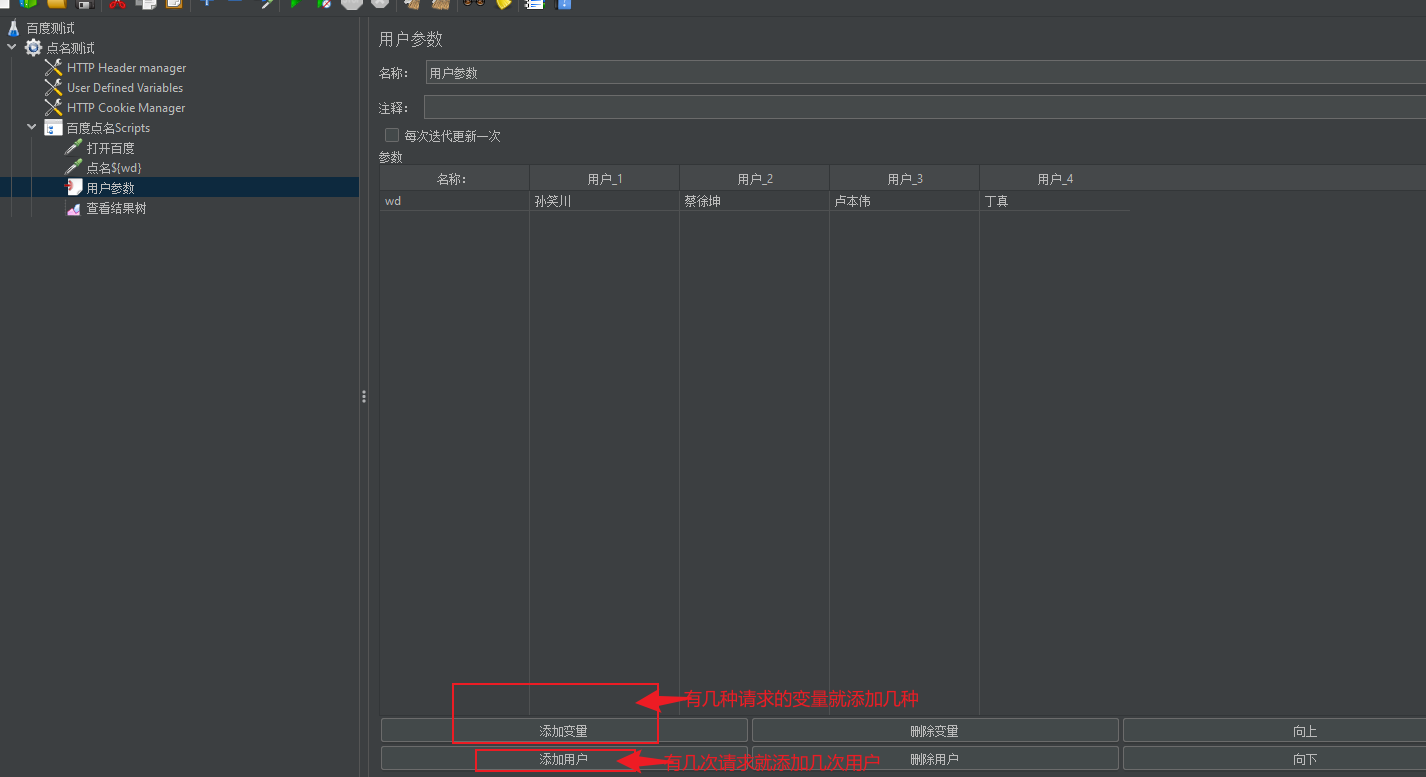 百度测试
点名测试
HTTP Header manager
User Defined Variables
HTTP Cookie Manager
百度点名Scripts
打开百度
点名${wd}
用户参数
查看结果树
用户参数
名称： 用户参数
注释：
每次迭代更新一次
参数
名称: 用户_1 用户_2 用户_3 用户_4
wd 孙笑川 蔡徐坤 卢本伟 丁真
有几种请求的变量就添加几种
添加变量 删除变量 向上
有几次请求就添加几次用户
添加用户 删除用户 向下